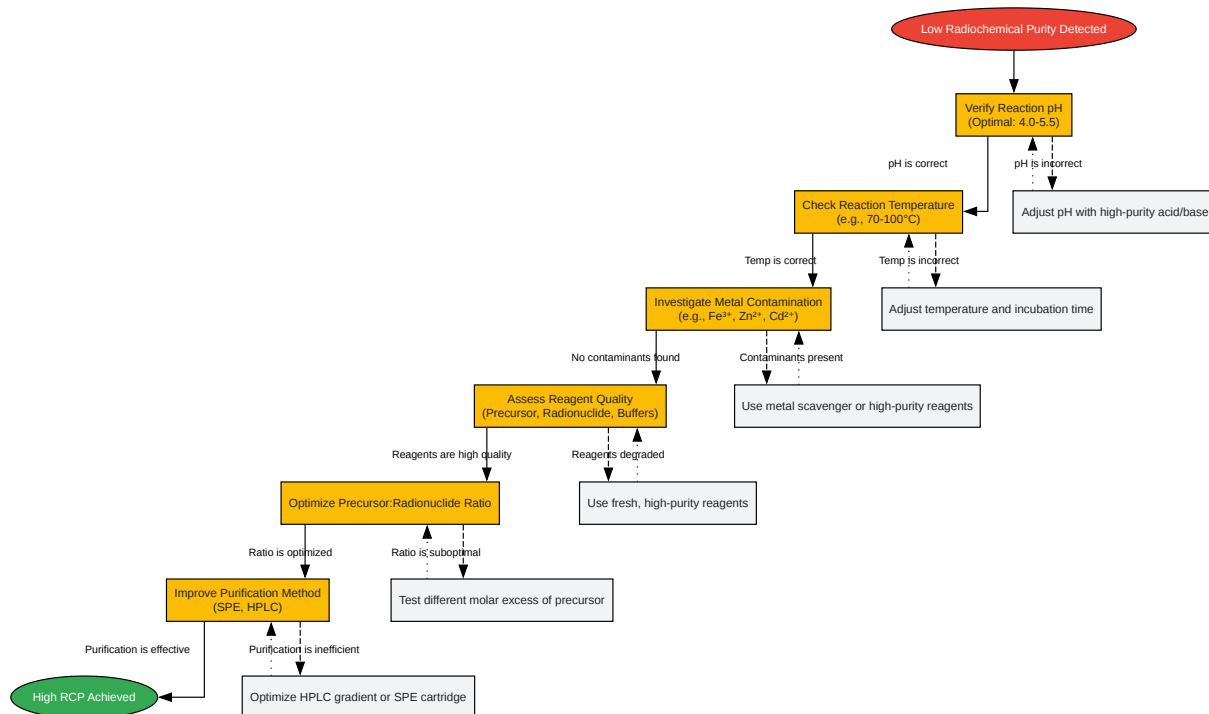 Low Radiochemical Purity Detected
Verify Reaction pH
(Optimal: 4.0-5.5)
pH is correct
pH is incorrect
Check Reaction Temperature
(e.g., 70-100°C)
Adjust pH with high-purity acid/base
Temp is correct
Temp is incorrect
Investigate Metal Contamination
(e.g., Fe³⁺, Zn²⁺, Cd²⁺)
Adjust temperature and incubation time
No contaminants found
Contaminants present
Assess Reagent Quality
(Precursor, Radionuclide, Buffers)
Use metal scavenger or high-purity reagents
Reagents are high quality
Reagents degraded
Optimize Precursor:Radionuclide Ratio
Use fresh, high-purity reagents
Ratio is optimized
Ratio is suboptimal
Improve Purification Method
(SPE, HPLC)
Test different molar excess of precursor
Purification is effective
Purification is inefficient
High RCP Achieved
Optimize HPLC gradient or SPE cartridge